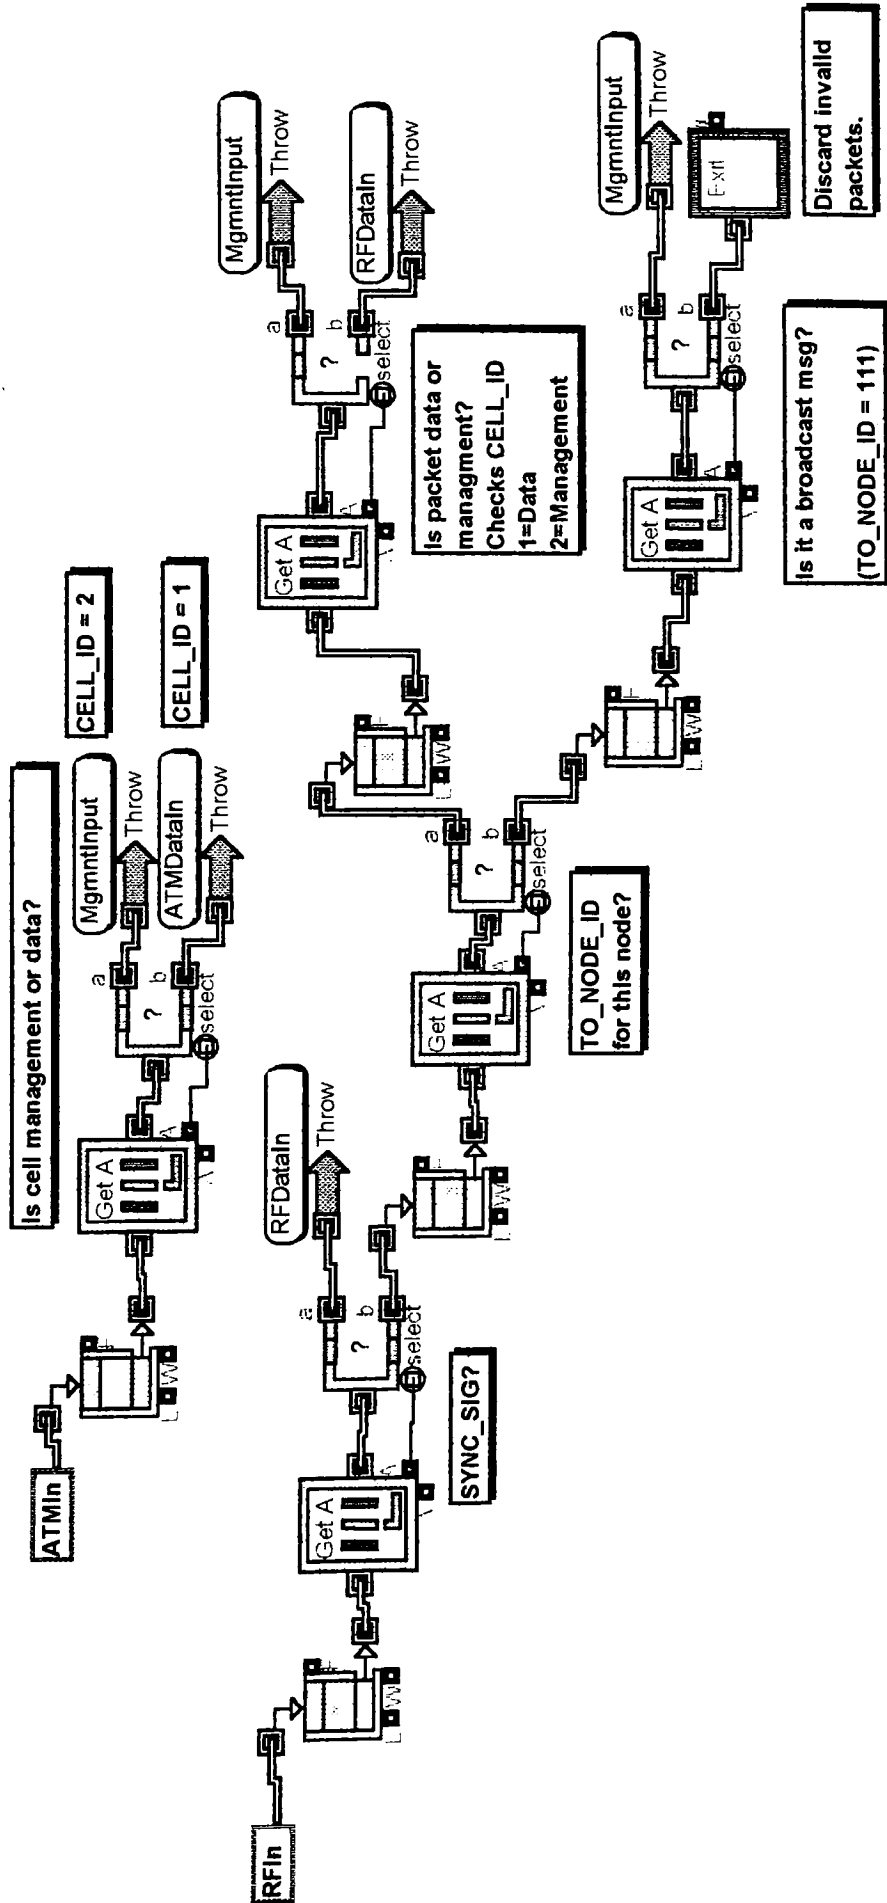 Is cell management or data?
CELL_ID = 2
CELL_ID = 1
ATMIn
L W
F
Get A
A
?
a
b
select
MgmntInput
Throw
ATMDataIn
Throw
RFIn
L W
F
Get A
A
SYNC_SIG?
?
a
b
select
RFDataIn
Throw
L W
F
Get A
A
TO_NODE_ID
for this node?
?
a
b
select
L W
F
Get A
A
Is packet data or
managment?
Checks CELL_ID
1=Data
2=Management
?
a
b
select
MgmntInput
Throw
RFDataIn
Throw
L W
F
Get A
A
Is it a broadcast msg?
(TO_NODE_ID = 111)
?
a
b
select
MgmntInput
Throw
Exit
Discard invalid
packets.